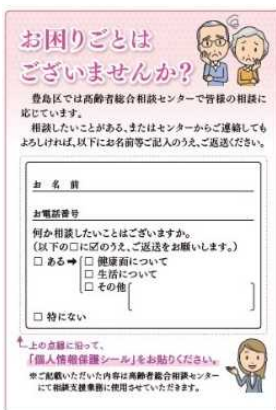 お困りごとは
ございませんか?
豊島区では高齢者総合相談センターで皆様の相談に
応じています。
相談したいことがある、またはセンターからご連絡しても
よろしければ、以下にお名前等ご記入のうえ、ご返送ください。
お 名 前
お電話番号
何か相談したいことはございますか。
(以下の□に☑のうえ、ご返送をお願いします。)
□ ある➡ □ 健康面について
□ 生活について
□ その他[ ]
□ 特にない
上の点線に沿って、
「個人情報保護シール」をお貼りください。
※ご記載いただいた内容は高齢者総合相談センター
にて相談支援業務に使用させていただきます。